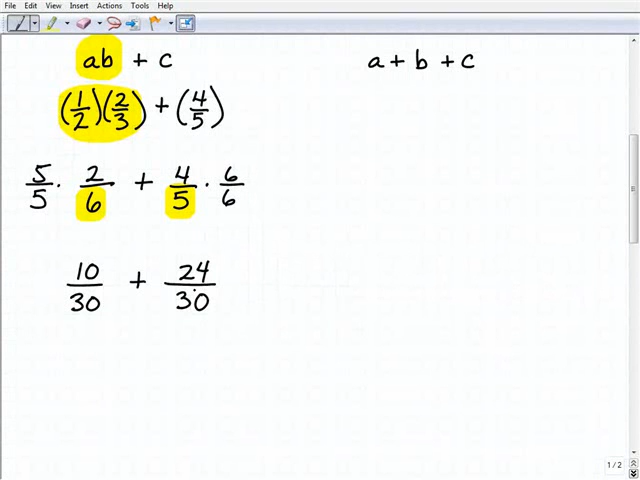 File Edit View Insert Actions Tools Help
ab + c
a + b + c
(1/2)(2/3) + (4/5)
5/5 · 2/6 + 4/5 · 6/6
10/30 + 24/30
1/2